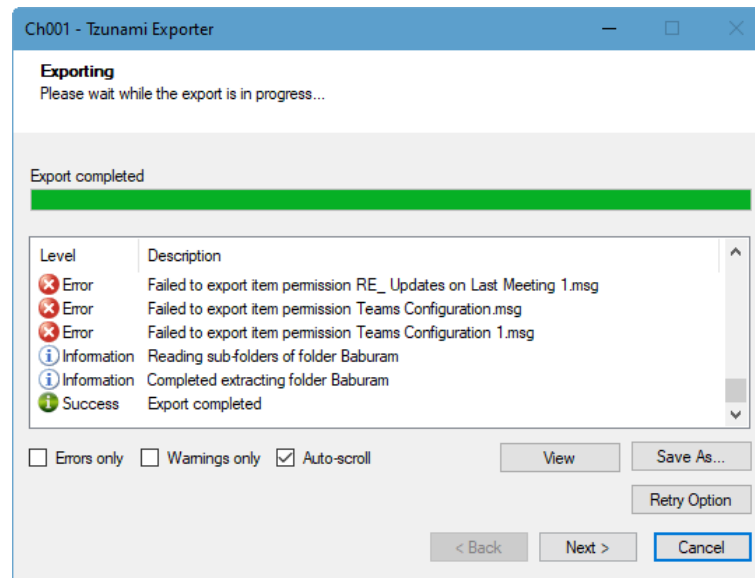 Ch001 - Tzunami Exporter
Exporting
Please wait while the export is in progress...
Export completed
Level Description
Error Failed to export item permission RE_ Updates on Last Meeting 1.msg
Error Failed to export item permission Teams Configuration.msg
Error Failed to export item permission Teams Configuration 1.msg
Information Reading sub-folders of folder Baburam
Information Completed extracting folder Baburam
Success Export completed
Errors only Warnings only Auto-scroll View Save As...
Retry Option
< Back Next > Cancel